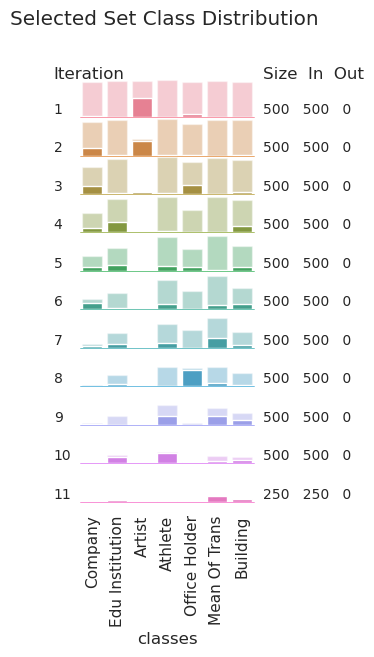 Selected Set Class Distribution
Iteration Size In Out
1 500 500 0
2 500 500 0
3 500 500 0
4 500 500 0
5 500 500 0
6 500 500 0
7 500 500 0
8 500 500 0
9 500 500 0
10 500 500 0
11 250 250 0
Company
Edu Institution
Artist
Athlete
Office Holder
Mean Of Trans
Building
classes